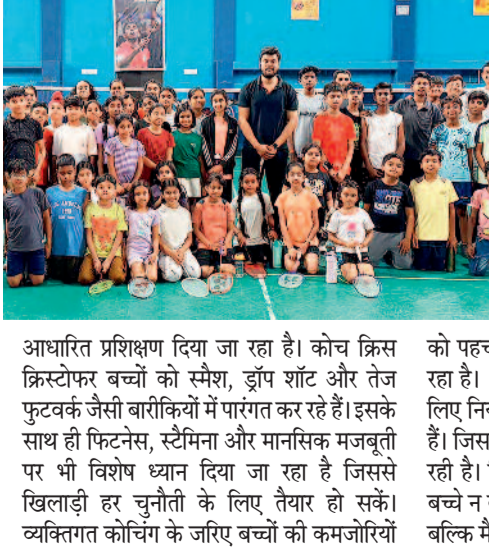 आधारित प्रशिक्षण दिया जा रहा है। कोच क्रिस
क्रिस्टोफर बच्चों को स्मैश, ड्रॉप शॉट और तेज
फुटवर्क जैसी बारीकियों में पारंगत कर रहे हैं। इसके
साथ ही फिटनेस, स्टैमिना और मानसिक मजबूती
पर भी विशेष ध्यान दिया जा रहा है जिससे
खिलाड़ी हर चुनौती के लिए तैयार हो सकें।
व्यक्तिगत कोचिंग के जरिए बच्चों की कमजोरियों
को
रहा है।
लिए
हैं। जिस
रही है।
बच्चे न
बल्कि